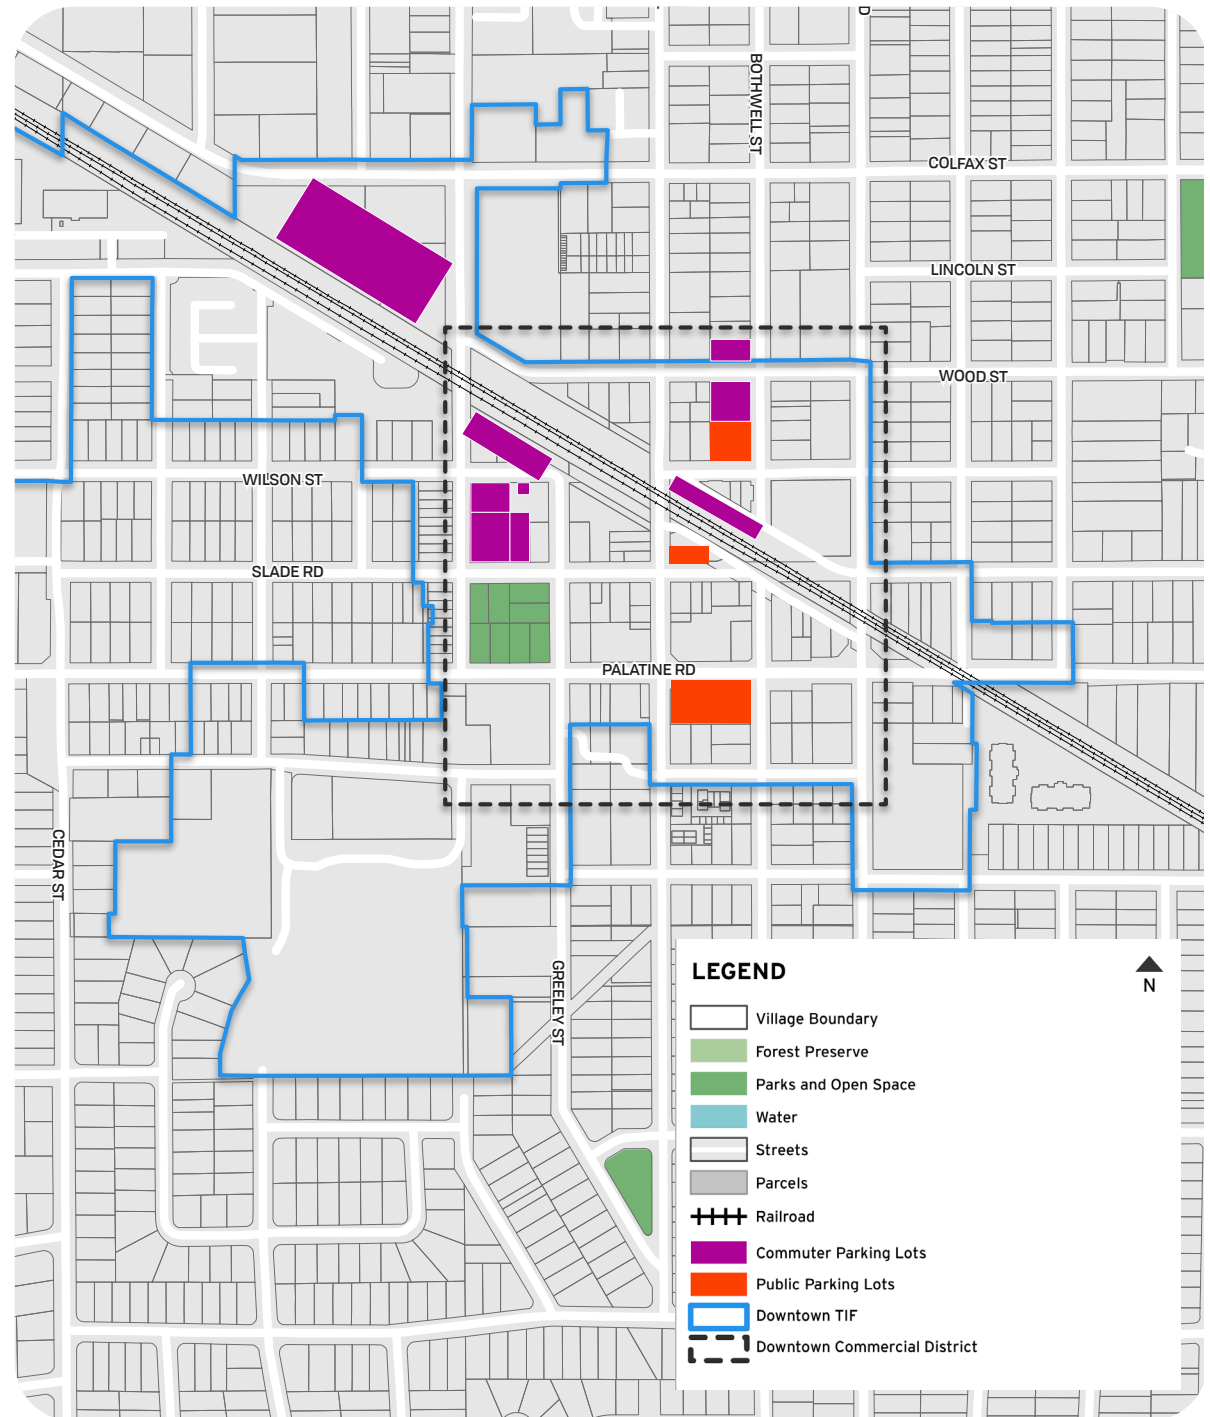 D
BOTHWELL ST
COLFAX ST
LINCOLN ST
WOOD ST
WILSON ST
SLADE RD
PALATINE RD
CEDAR ST
GREELEY ST
LEGEND
N
Village Boundary
Forest Preserve
Parks and Open Space
Water
Streets
Parcels
Railroad
Commuter Parking Lots
Public Parking Lots
Downtown TIF
Downtown Commercial District